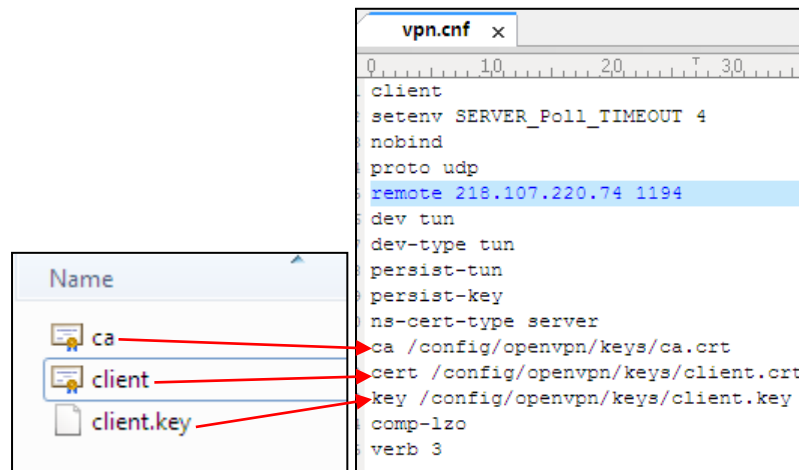 vpn.cnf x
0 10 20 30
client
setenv SERVER_Poll_TIMEOUT 4
nobind
proto udp
remote 218.107.220.74 1194
dev tun
dev-type tun
persist-tun
persist-key
ns-cert-type server
ca /config/openvpn/keys/ca.crt
cert /config/openvpn/keys/client.crt
key /config/openvpn/keys/client.key
comp-lzo
verb 3
Name
ca
client
client.key